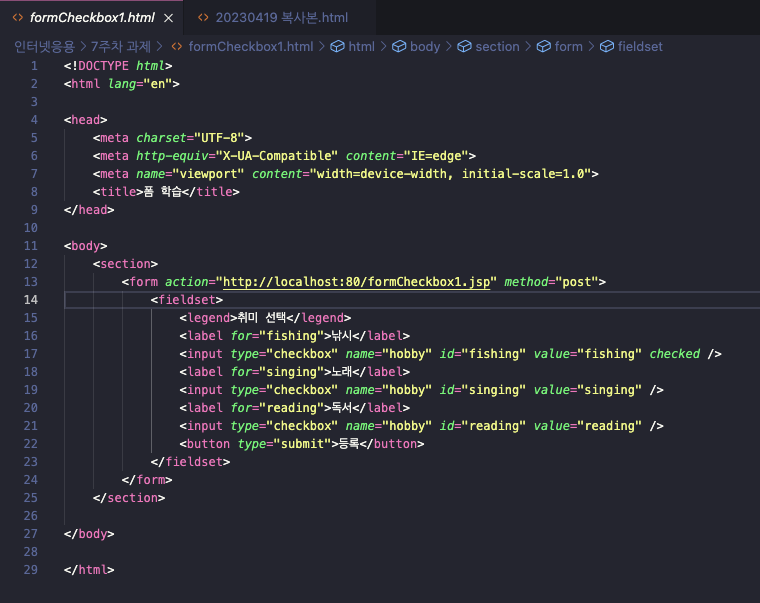 formCheckbox1.html × 20230419 복사본.html
인터넷응용 > 7주차 과제 > formCheckbox1.html > html > body > section > form > fieldset
1 <!DOCTYPE html>
2 <html lang="en">
3
4 <head>
5 <meta charset="UTF-8">
6 <meta http-equiv="X-UA-Compatible" content="IE=edge">
7 <meta name="viewport" content="width=device-width, initial-scale=1.0">
8 <title>폼 학습</title>
9 </head>
10
11 <body>
12 <section>
13 <form action="http://localhost:80/formCheckbox1.jsp" method="post">
14 <fieldset>
15 <legend>취미 선택</legend>
16 <label for="fishing">낚시</label>
17 <input type="checkbox" name="hobby" id="fishing" value="fishing" checked />
18 <label for="singing">노래</label>
19 <input type="checkbox" name="hobby" id="singing" value="singing" />
20 <label for="reading">독서</label>
21 <input type="checkbox" name="hobby" id="reading" value="reading" />
22 <button type="submit">등록</button>
23 </fieldset>
24 </form>
25 </section>
26
27 </body>
28
29 </html>